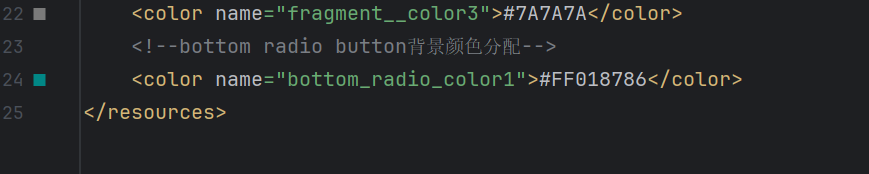 22 <color name="fragment__color3">#7A7A7A</color>
23 <!--bottom radio button背景颜色分配-->
24 <color name="bottom_radio_color1">#FF018786</color>
25 </resources>